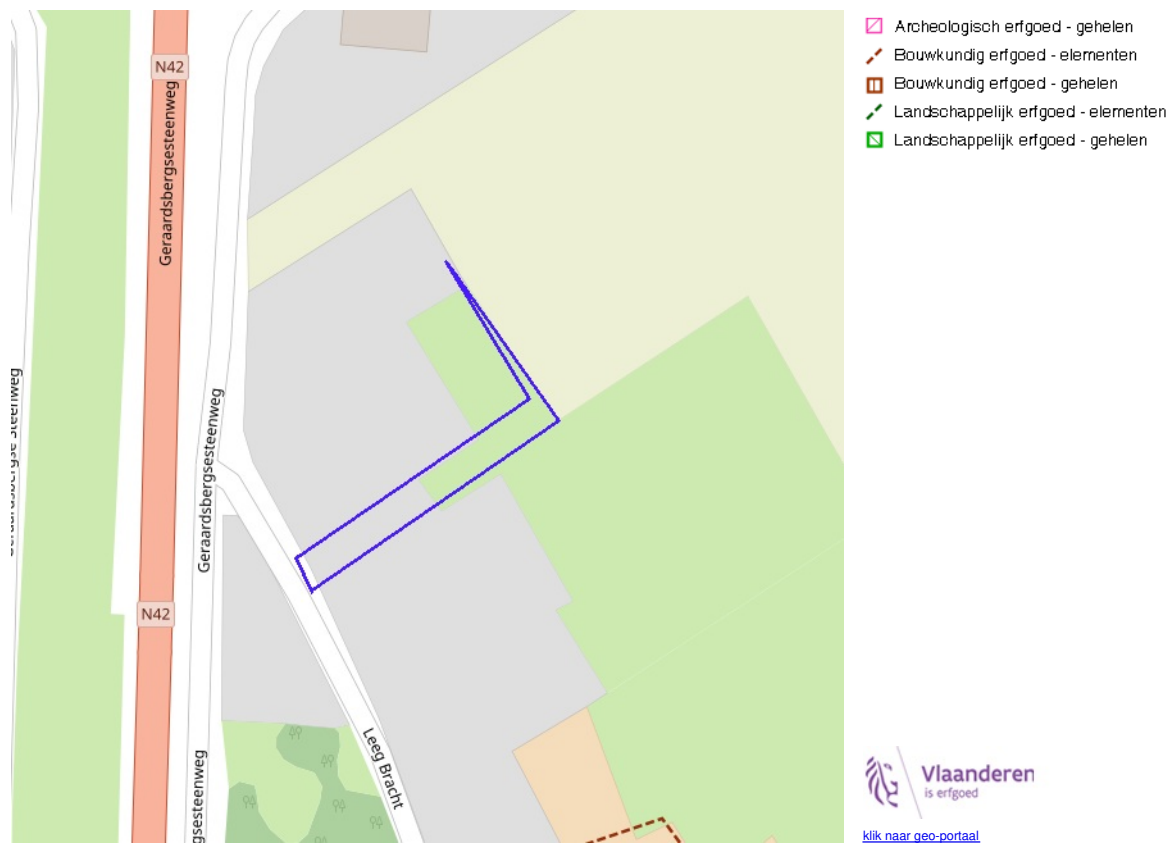 N42
Geraardsbergsesteenweg
Geraardsbergsesteenweg
N42
Leeg Bracht
gsesteenweg
Archeologisch erfgoed - gehelen
Bouwkundig erfgoed - elementen
Bouwkundig erfgoed - gehelen
Landschappelijk erfgoed - elementen
Landschappelijk erfgoed - gehelen
Vlaanderen
is erfgoed
klik naar geo-portaal